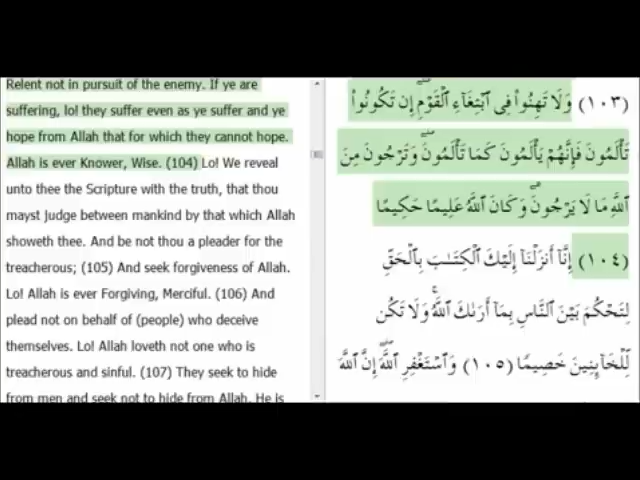 Relent not in pursuit of the enemy. If ye are
suffering, lo! they suffer even as ye suffer and ye
hope from Allah that for which they cannot hope.
Allah is ever Knower, Wise. (104) Lo! We reveal
unto thee the Scripture with the truth, that thou
mayst judge between mankind by that which Allah
showeth thee. And be not thou a pleader for the
treacherous; (105) And seek forgiveness of Allah.
Lo! Allah is ever Forgiving, Merciful. (106) And
plead not on behalf of (people) who deceive
themselves. Lo! Allah loveth not one who is
treacherous and sinful. (107) They seek to hide
from men and seek not to hide from Allah. He is
(١٠٣) وَلَا تَهِنُوا۟ فِى ٱبْتِغَآءِ ٱلْقَوْمِ ۖ إِن تَكُونُوا۟
تَأْلَمُونَ فَإِنَّهُمْ يَأْلَمُونَ كَمَا تَأْلَمُونَ ۖ وَتَرْجُونَ مِنَ
ٱللَّهِ مَا لَا يَرْجُونَ ۗ وَكَانَ ٱللَّهُ عَلِيمًا حَكِيمًا
(١٠٤) إِنَّآ أَنزَلْنَآ إِلَيْكَ ٱلْكِتَـٰبَ بِٱلْحَقِّ
لِتَحْكُمَ بَيْنَ ٱلنَّاسِ بِمَآ أَرَىٰكَ ٱللَّهُ ۚ وَلَا تَكُن
لِّلْخَآئِنِينَ خَصِيمًا (١٠٥) وَٱسْتَغْفِرِ ٱللَّهَ ۖ إِنَّ ٱللَّهَ